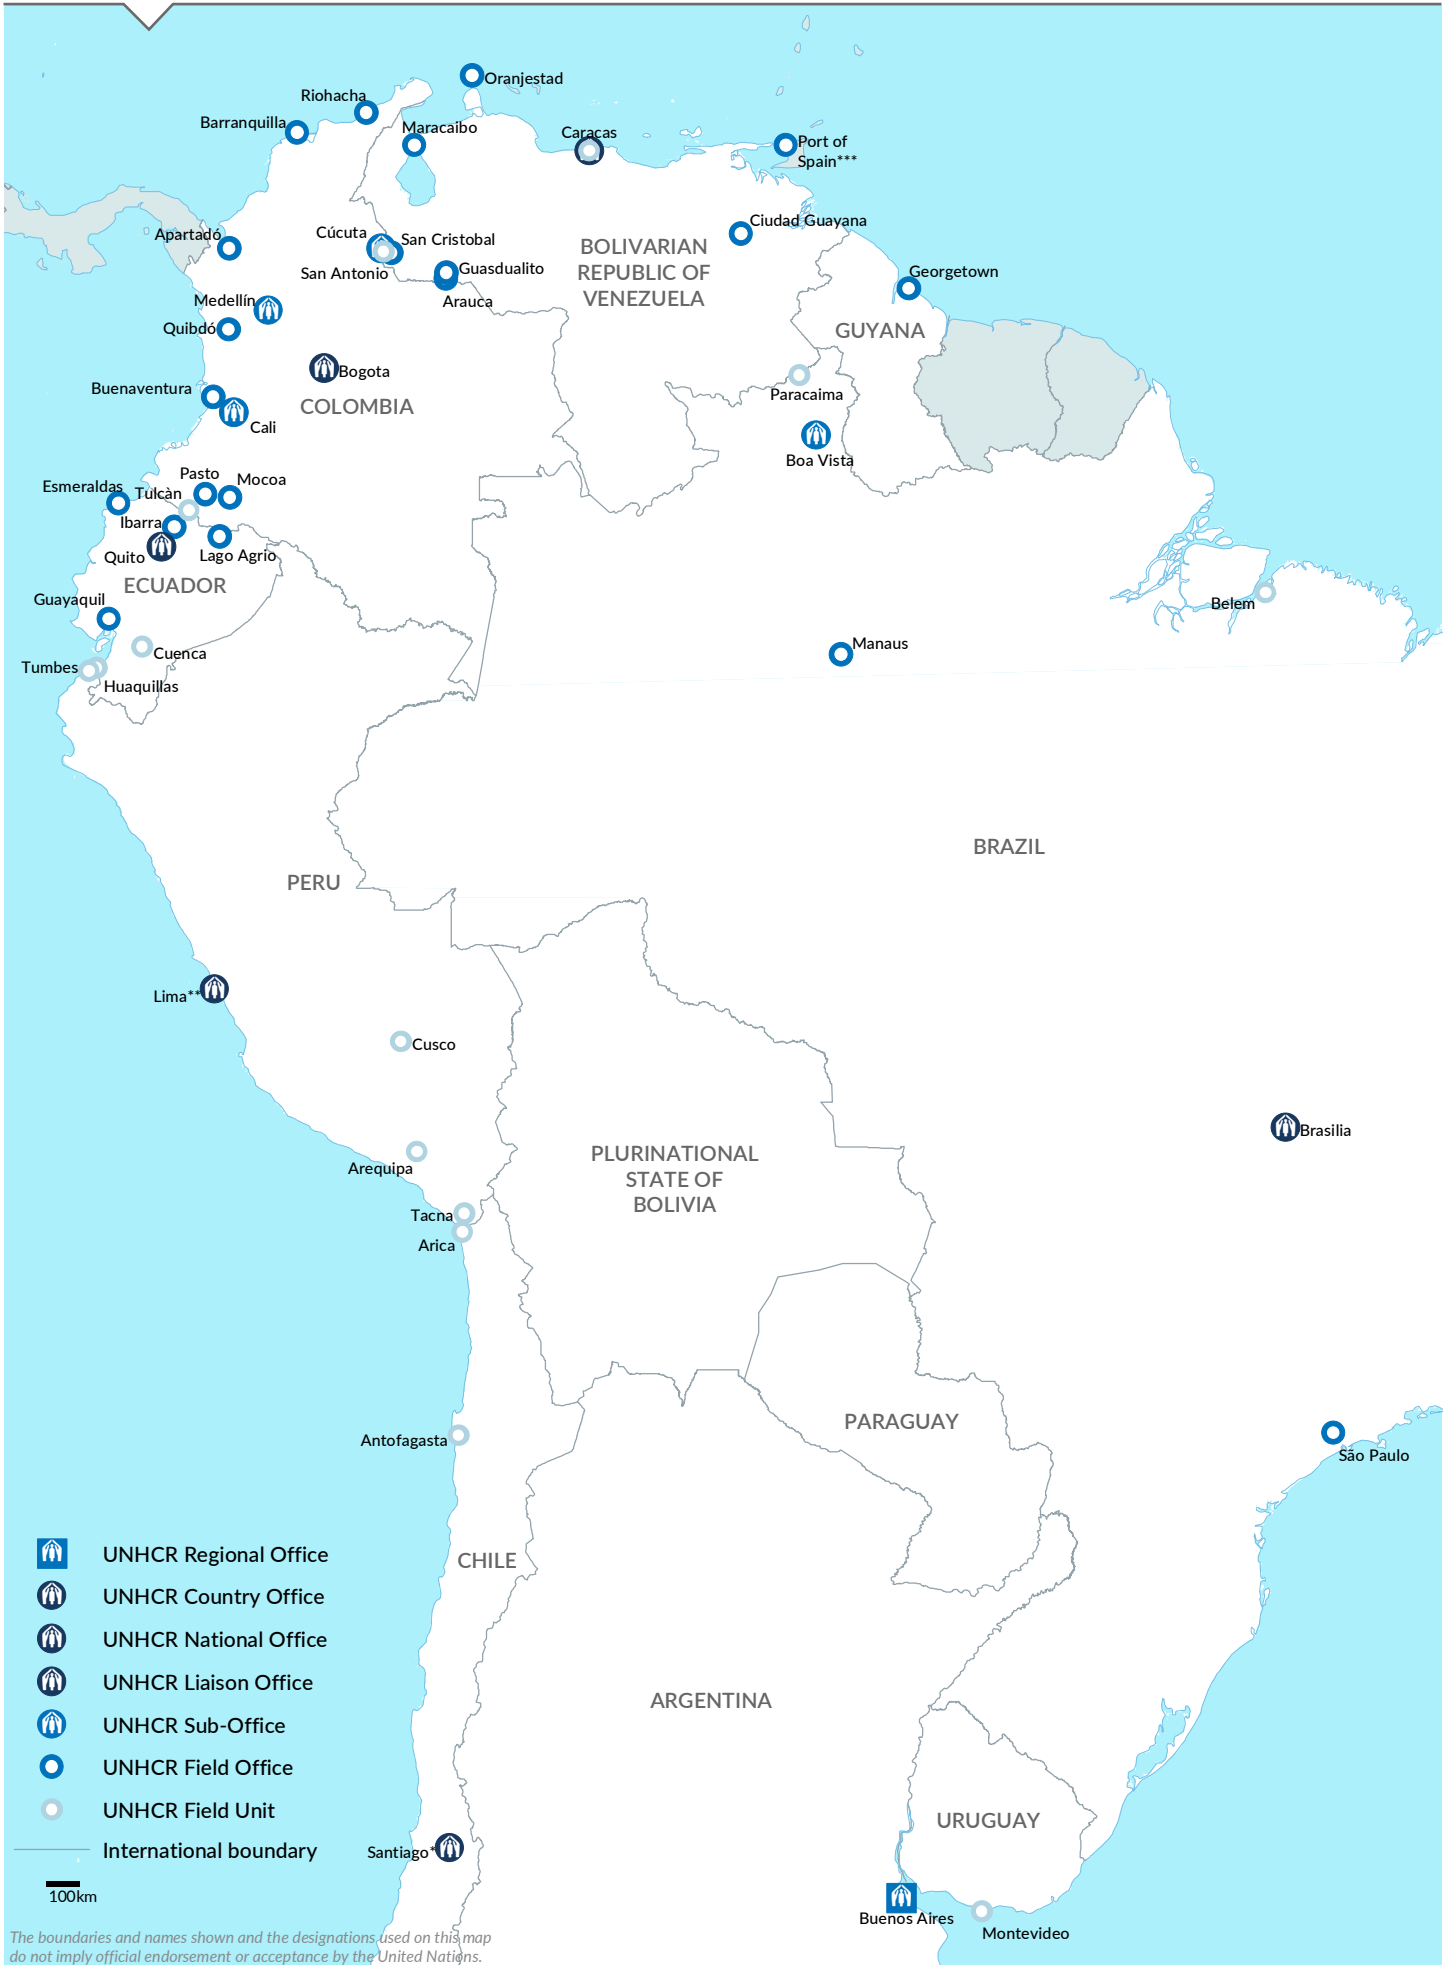 Oranjestad
Riohacha
Barranquilla
Maracaibo
Caracas
Port of
Spain***
Apartadó
Cúcuta
San Cristobal
Ciudad Guayana
San Antonio
Guasdualito
BOLIVARIAN
REPUBLIC OF
VENEZUELA
Georgetown
Medellín
Arauca
Quibdó
GUYANA
Bogota
Buenaventura
COLOMBIA
Paracaima
Cali
Boa Vista
Pasto
Mocoa
Esmeraldas
Tulcàn
Ibarra
Quito
Lago Agrio
ECUADOR
Guayaquil
Belem
Manaus
Cuenca
Tumbes
Huaquillas
BRAZIL
PERU
Lima**
Cusco
Brasilia
PLURINATIONAL
STATE OF
BOLIVIA
Arequipa
Tacna
Arica
PARAGUAY
Antofagasta
São Paulo
CHILE
UNHCR Regional Office
UNHCR Country Office
UNHCR National Office
UNHCR Liaison Office
UNHCR Sub-Office
UNHCR Field Office
UNHCR Field Unit
International boundary
100km
ARGENTINA
URUGUAY
Santiago*
Buenos Aires
Montevideo
The boundaries and names shown and the designations used on this map
do not imply official endorsement or acceptance by the United Nations.